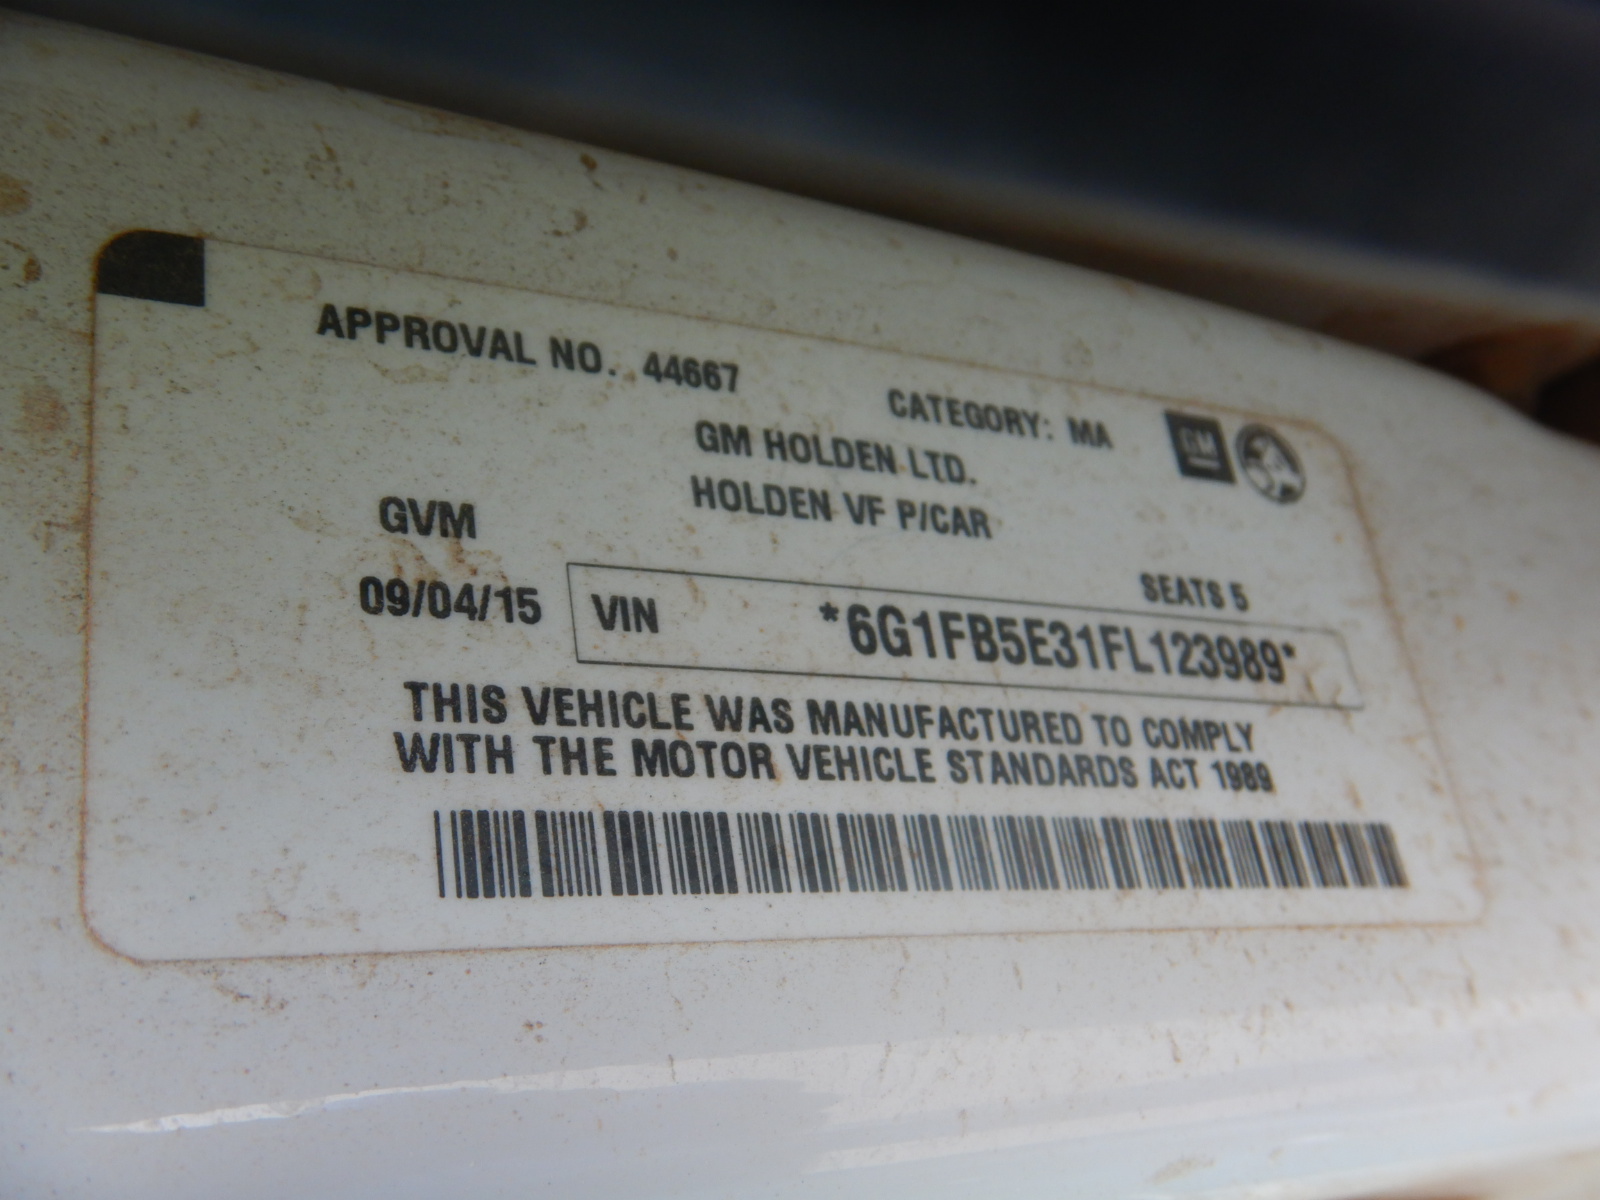 APPROVAL NO. 44667
CATEGORY: MA
GM
GM HOLDEN LTD.
HOLDEN VF P/CAR
GVM
SEATS 5
09/04/15
VIN *6G1FB5E31FL123989*
THIS VEHICLE WAS MANUFACTURED TO COMPLY
WITH THE MOTOR VEHICLE STANDARDS ACT 1989